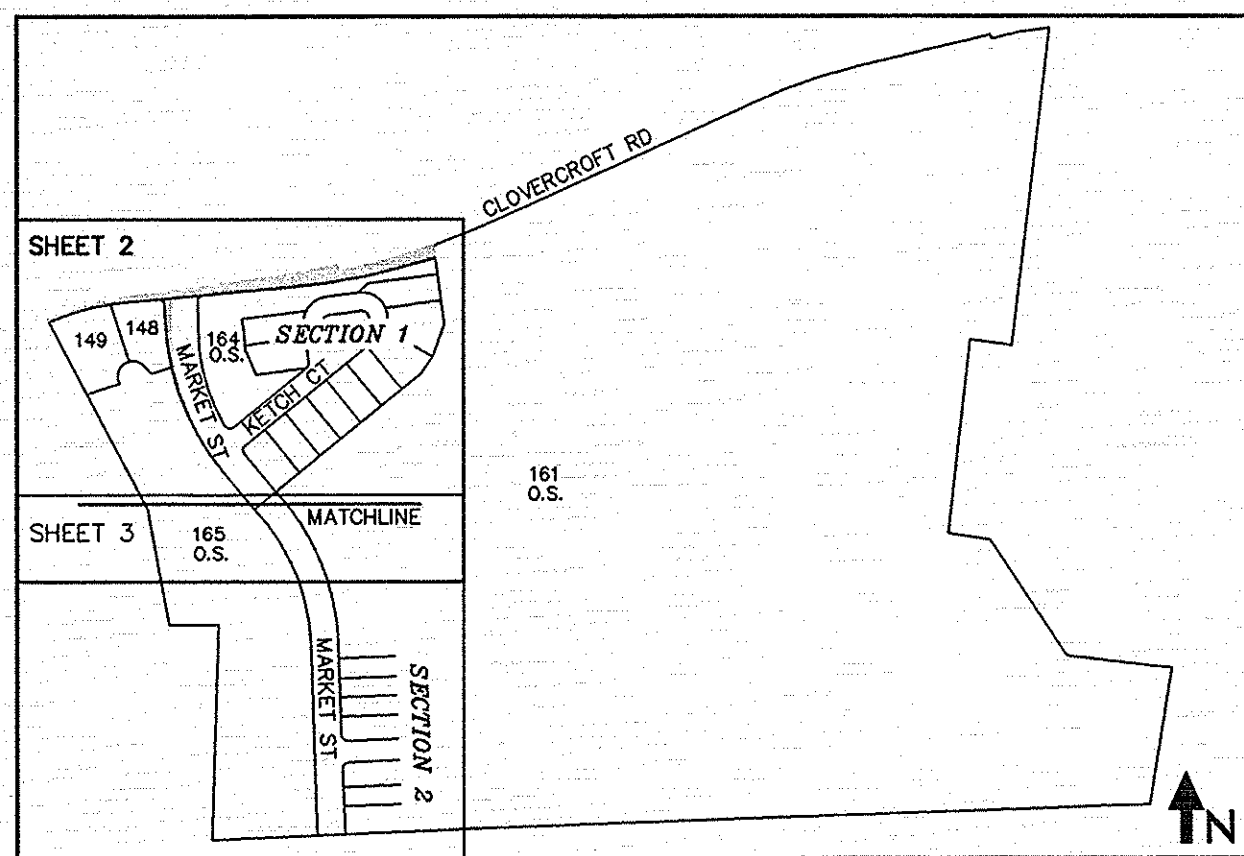 CLOVERCROFT RD
SHEET 2
149
148
164
O.S.
SECTION 1
MARKET ST
KETCH CT
161
O.S.
MATCHLINE
SHEET 3
165
O.S.
MARKET ST
SECTION 2
N